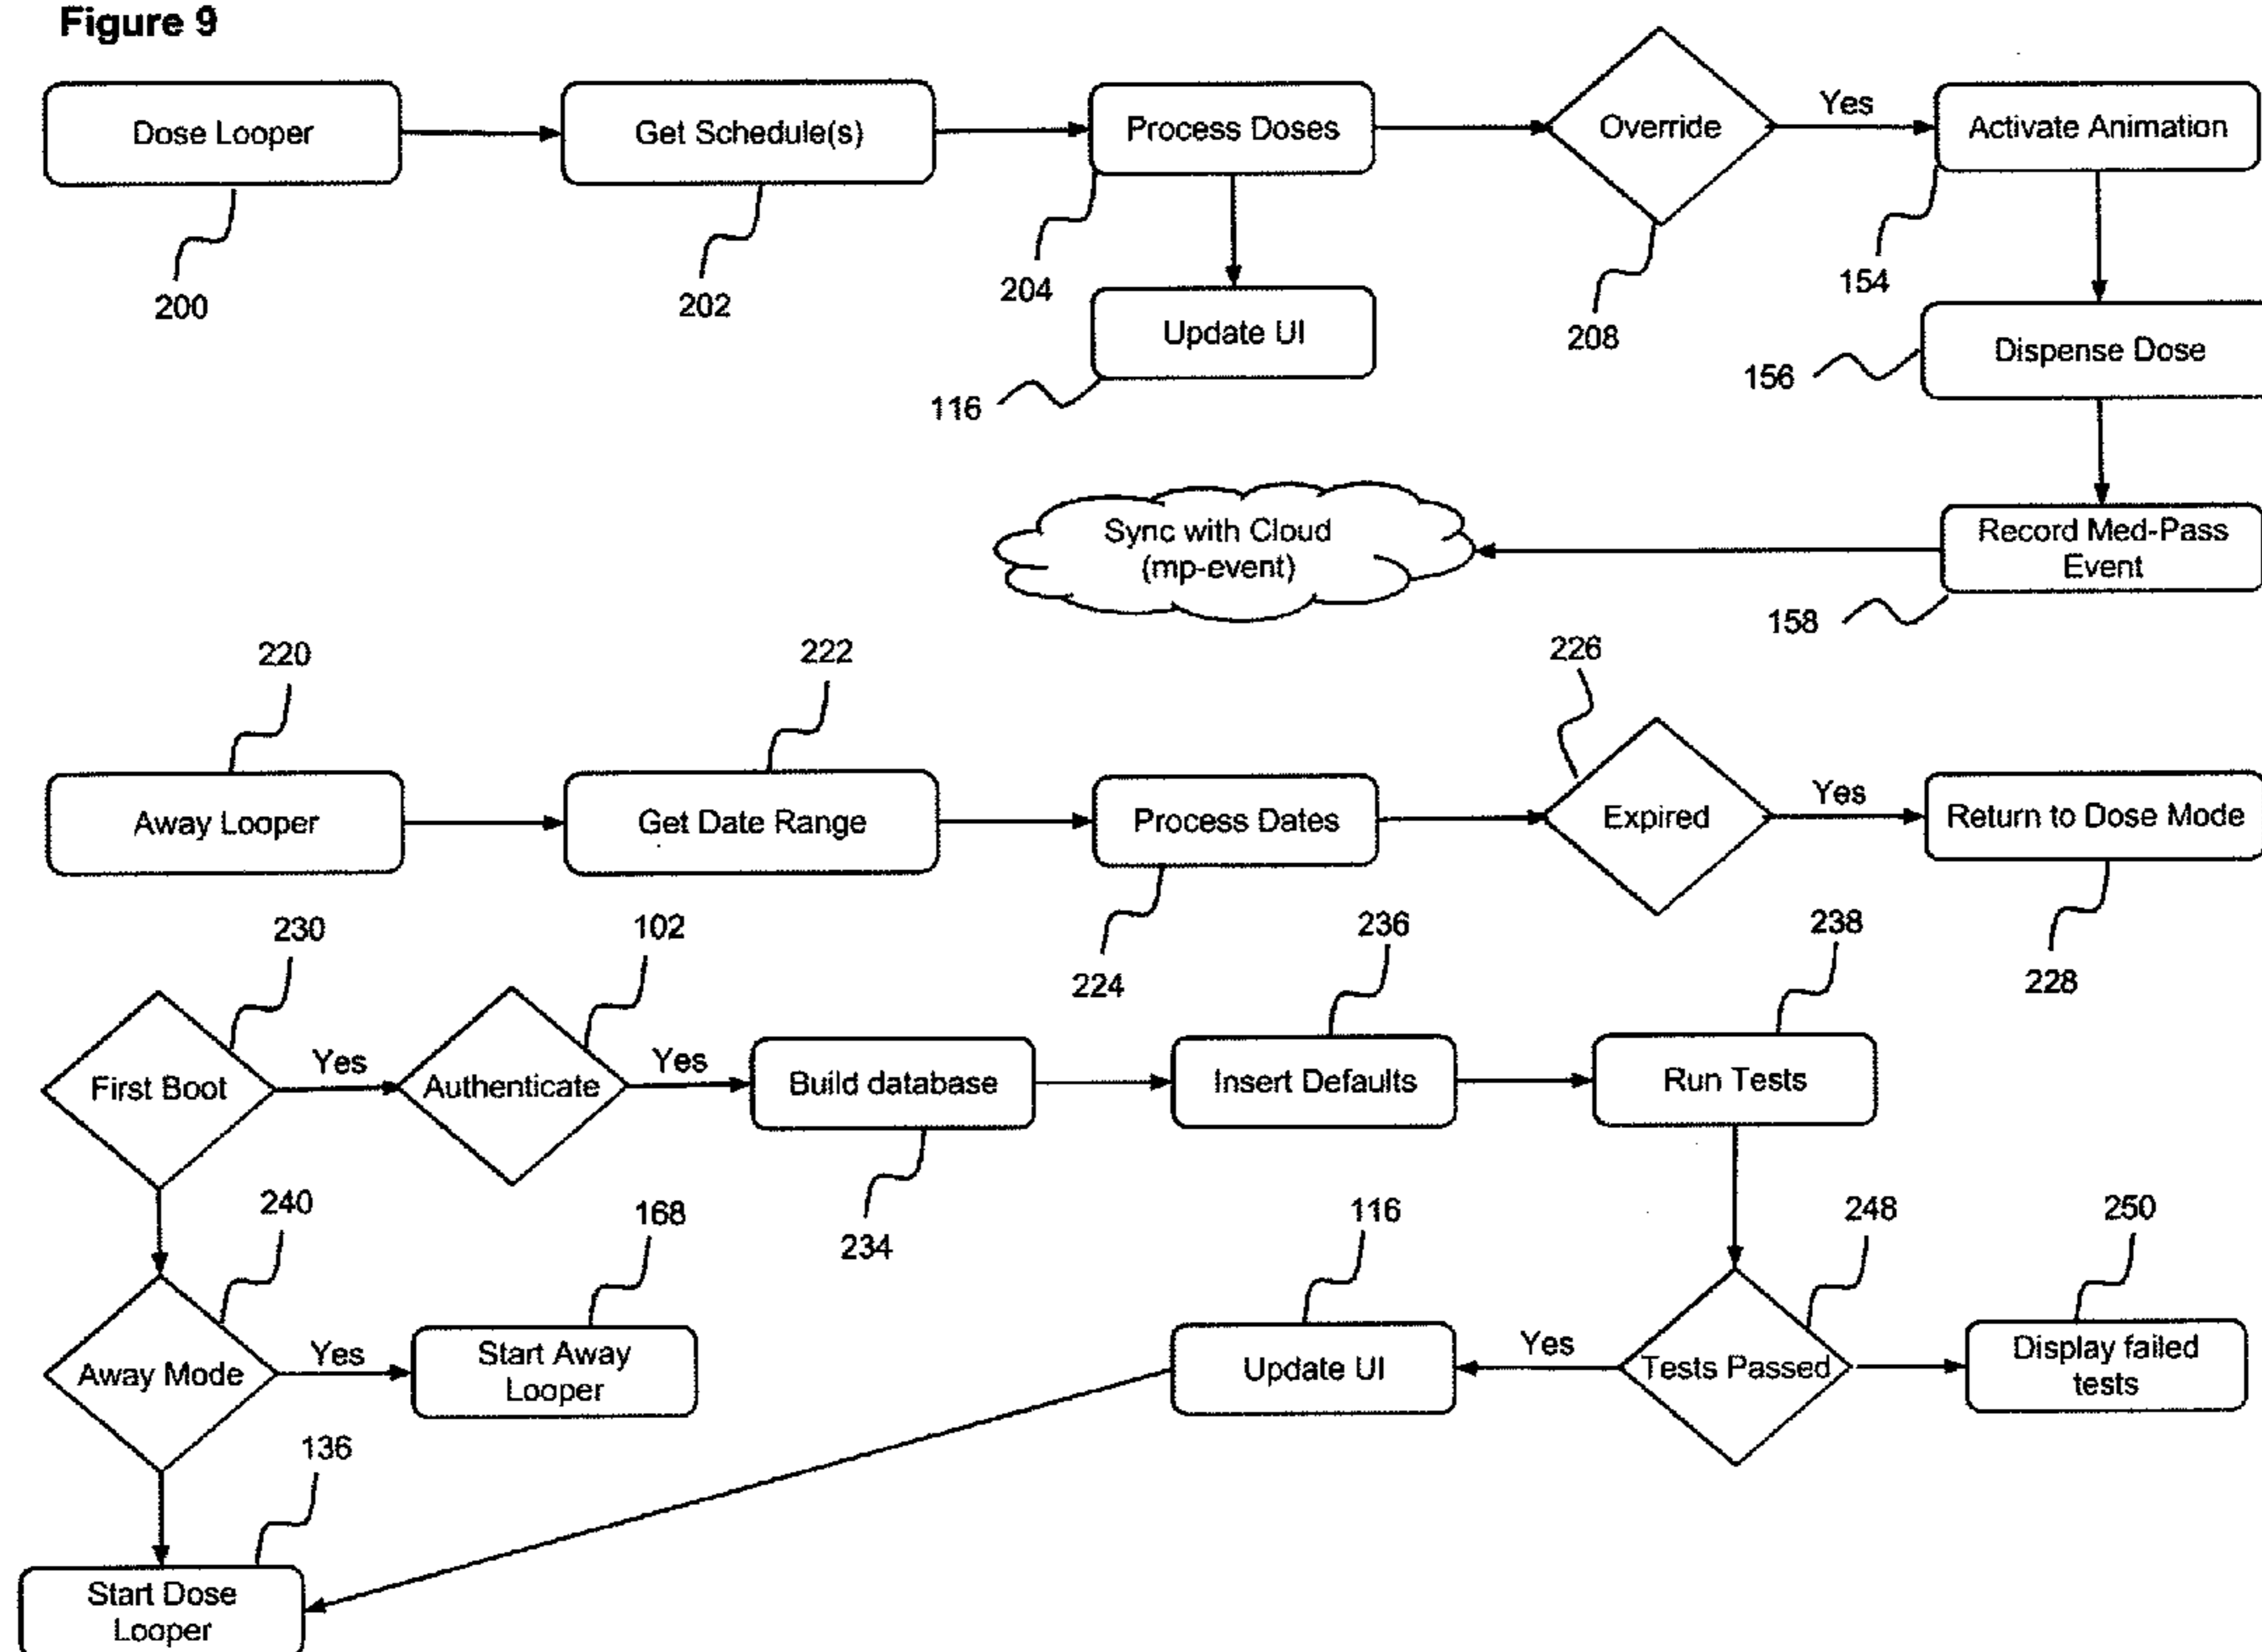 Figure 9
Dose Looper
Get Schedule(s)
Process Doses
Override
Yes
Activate Animation
200
202
204
208
154
Update UI
116
Dispense Dose
156
Sync with Cloud
(mp-event)
Record Med-Pass
Event
158
220
222
226
Away Looper
Get Date Range
Process Dates
Expired
Yes
Return to Dose Mode
224
228
230
102
236
238
First Boot
Yes
Authenticate
Yes
Build database
Insert Defaults
Run Tests
234
240
168
116
248
250
Away Mode
Yes
Start Away
Looper
Update UI
Yes
Tests Passed
Display failed
tests
136
Start Dose
Looper